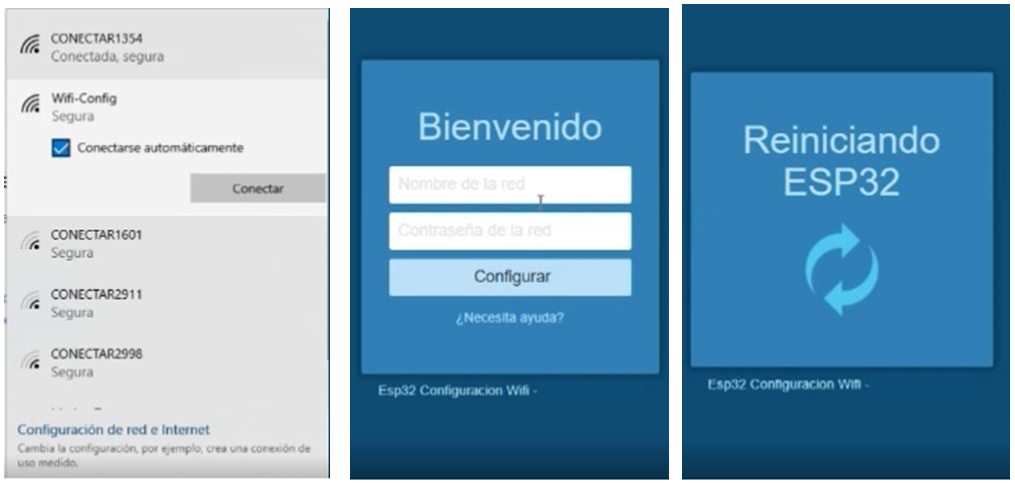 CONECTAR1354
Conectada, segura
Wifi-Config
Segura
Conectarse automáticamente
Conectar
CONECTAR1601
Segura
CONECTAR2911
Segura
CONECTAR2998
Segura
Configuración de red e Internet
Cambia la configuración, por ejemplo, crea una conexión de
uso medido.
Bienvenido
Nombre de la red
Contraseña de la red
Configurar
¿Necesita ayuda?
Esp32 Configuracion Wifi -
Reiniciando
ESP32
Esp32 Configuracion Wifi -